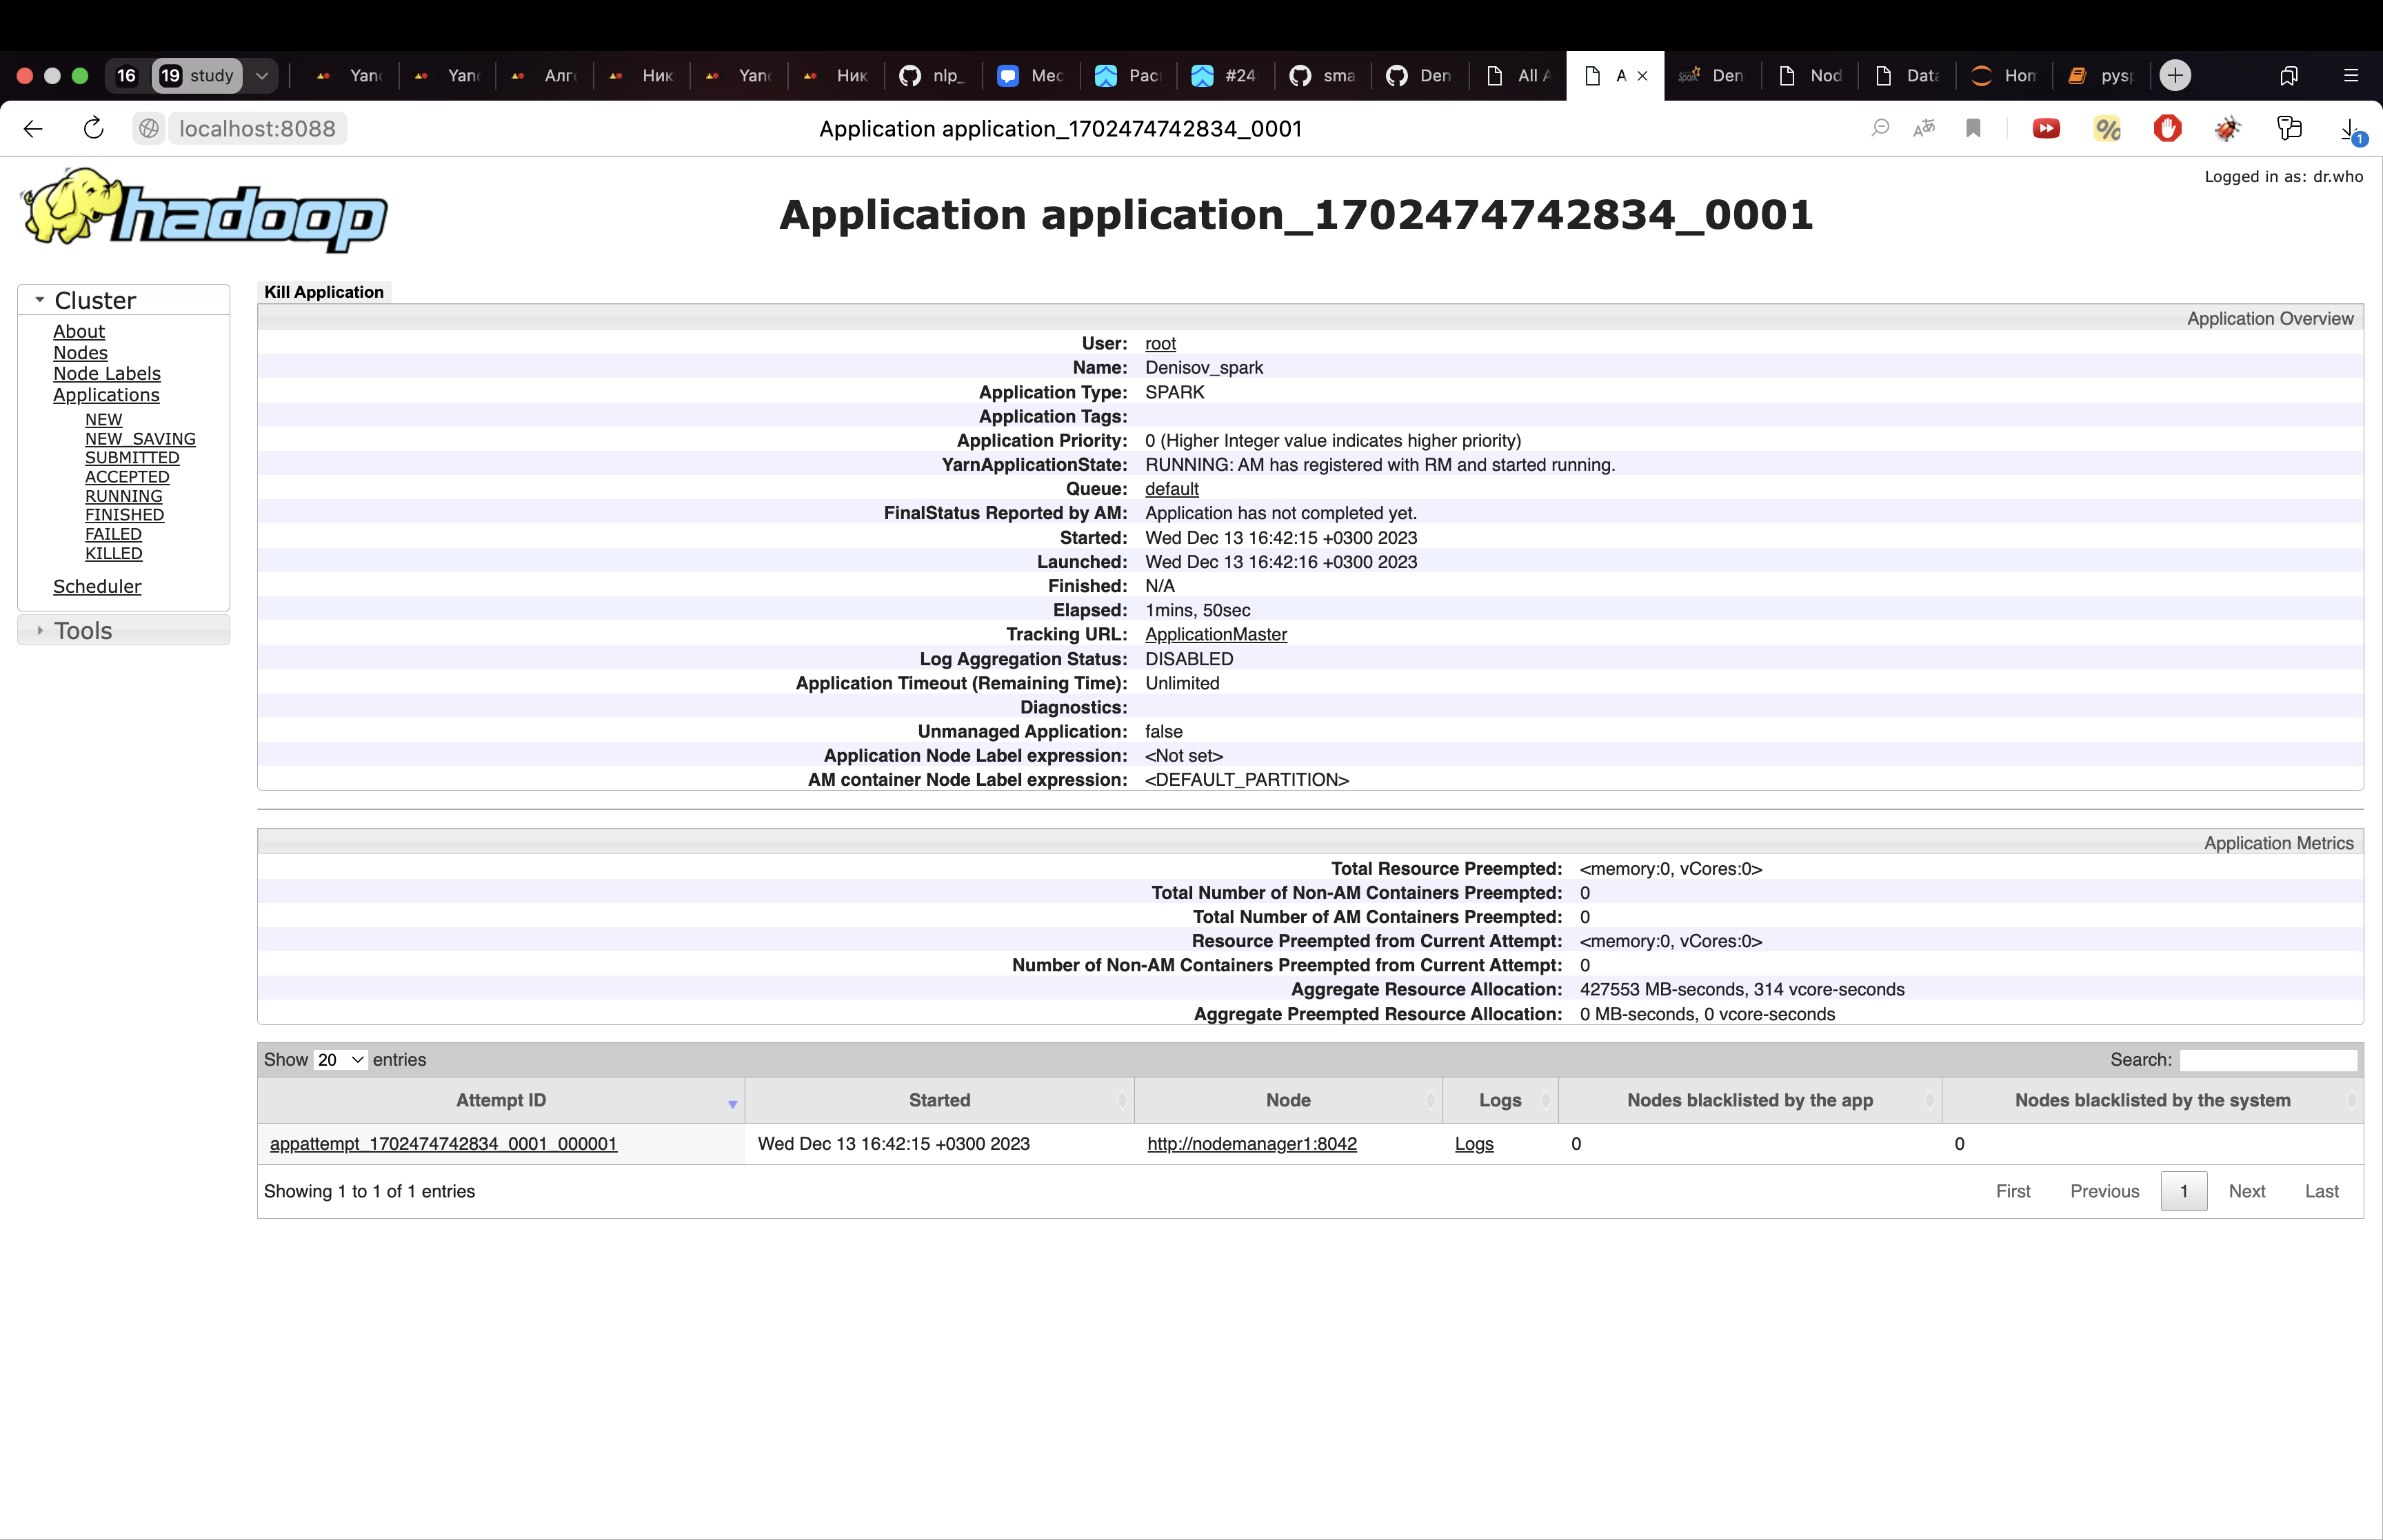 16 19 study Yan Yan Алг Ник Yan Ник nlp_ Мес Рас #24 sma Den All A A Den Nod Data Hom pysp
localhost:8088 Application application_1702474742834_0001 1
hadoop
Application application_1702474742834_0001
Logged in as: dr.who
Cluster
About
Nodes
Node Labels
Applications
NEW
NEW_SAVING
SUBMITTED
ACCEPTED
RUNNING
FINISHED
FAILED
KILLED
Scheduler
Tools
Kill Application
Application Overview
User: root
Name: Denisov_spark
Application Type: SPARK
Application Tags:
Application Priority: 0 (Higher Integer value indicates higher priority)
YarnApplicationState: RUNNING: AM has registered with RM and started running.
Queue: default
FinalStatus Reported by AM: Application has not completed yet.
Started: Wed Dec 13 16:42:15 +0300 2023
Launched: Wed Dec 13 16:42:16 +0300 2023
Finished: N/A
Elapsed: 1mins, 50sec
Tracking URL: ApplicationMaster
Log Aggregation Status: DISABLED
Application Timeout (Remaining Time): Unlimited
Diagnostics:
Unmanaged Application: false
Application Node Label expression: <Not set>
AM container Node Label expression: <DEFAULT_PARTITION>
Application Metrics
Total Resource Preempted: <memory:0, vCores:0>
Total Number of Non-AM Containers Preempted: 0
Total Number of AM Containers Preempted: 0
Resource Preempted from Current Attempt: <memory:0, vCores:0>
Number of Non-AM Containers Preempted from Current Attempt: 0
Aggregate Resource Allocation: 427553 MB-seconds, 314 vcore-seconds
Aggregate Preempted Resource Allocation: 0 MB-seconds, 0 vcore-seconds
Show 20 entries Search:
Attempt ID Started Node Logs Nodes blacklisted by the app Nodes blacklisted by the system
appattempt_1702474742834_0001_000001 Wed Dec 13 16:42:15 +0300 2023 http://nodemanager1:8042 Logs 0 0
Showing 1 to 1 of 1 entries First Previous 1 Next Last